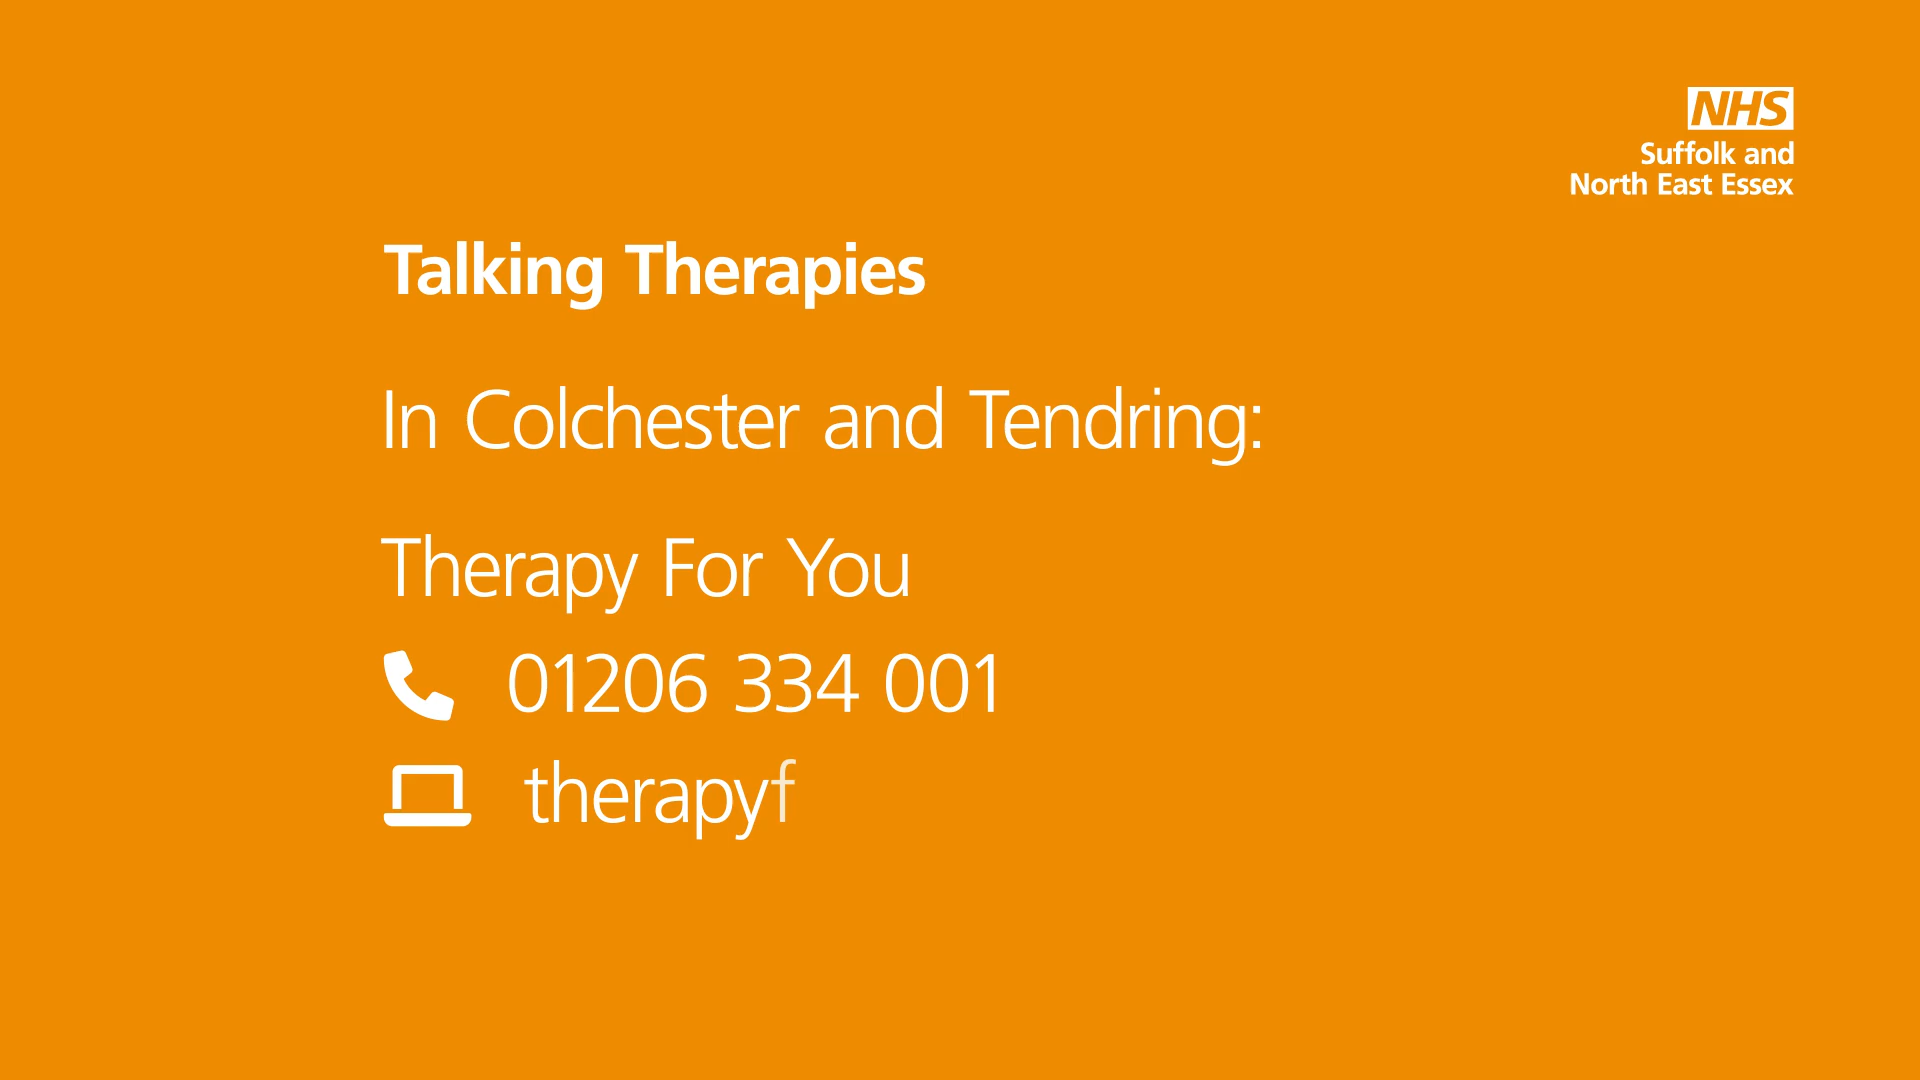 NHS
Suffolk and
North East Essex
Talking Therapies
In Colchester and Tendring:
Therapy For You
01206 334 001
therapyf